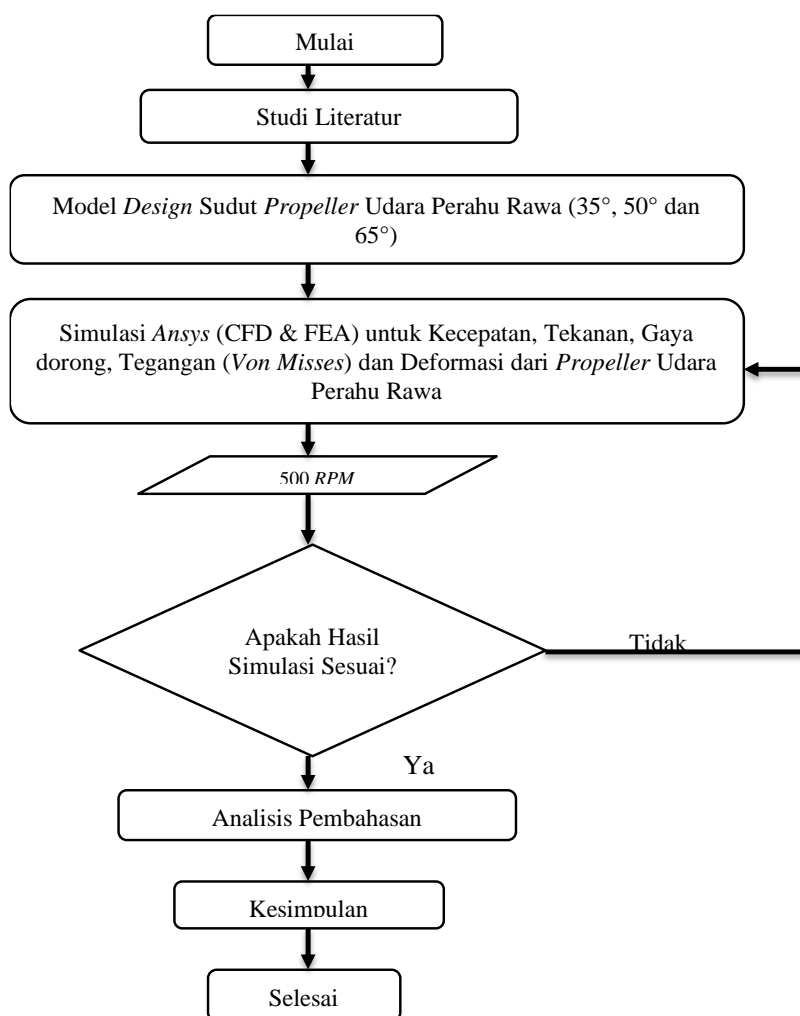 Mulai
Studi Literatur
Model Design Sudut Propeller Udara Perahu Rawa (35°, 50° dan
65°)
Simulasi Ansys (CFD & FEA) untuk Kecepatan, Tekanan, Gaya
dorong, Tegangan (Von Misses) dan Deformasi dari Propeller Udara
Perahu Rawa
500 RPM
Apakah Hasil
Simulasi Sesuai?
Tidak
Ya
Analisis Pembahasan
Kesimpulan
Selesai